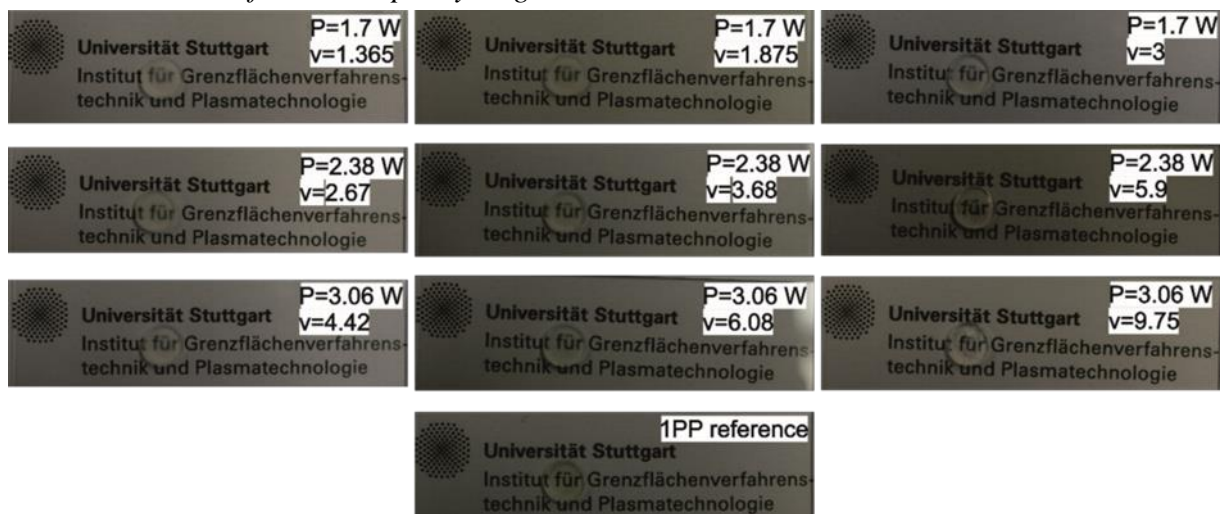 P=1.7 W
v=1.365
Universität Stuttgart
Institut für Grenzflächenverfahrens-
technik und Plasmatechnologie
P=1.7 W
v=1.875
Universität Stuttgart
Institut für Grenzflächenverfahrens-
technik und Plasmatechnologie
P=1.7 W
v=3
Universität Stuttgart
Institut für Grenzflächenverfahrens-
technik und Plasmatechnologie
P=2.38 W
v=2.67
Universität Stuttgart
Institut für Grenzflächenverfahrens-
technik und Plasmatechnologie
P=2.38 W
v=3.68
Universität Stuttgart
Institut für Grenzflächenverfahrens-
technik und Plasmatechnologie
P=2.38 W
v=5.9
Universität Stuttgart
Institut für Grenzflächenverfahrens-
technik und Plasmatechnologie
P=3.06 W
v=4.42
Universität Stuttgart
Institut für Grenzflächenverfahrens-
technik und Plasmatechnologie
P=3.06 W
v=6.08
Universität Stuttgart
Institut für Grenzflächenverfahrens-
technik und Plasmatechnologie
P=3.06 W
v=9.75
Universität Stuttgart
Institut für Grenzflächenverfahrens-
technik und Plasmatechnologie
1PP reference
Universität Stuttgart
Institut für Grenzflächenverfahrens-
technik und Plasmatechnologie